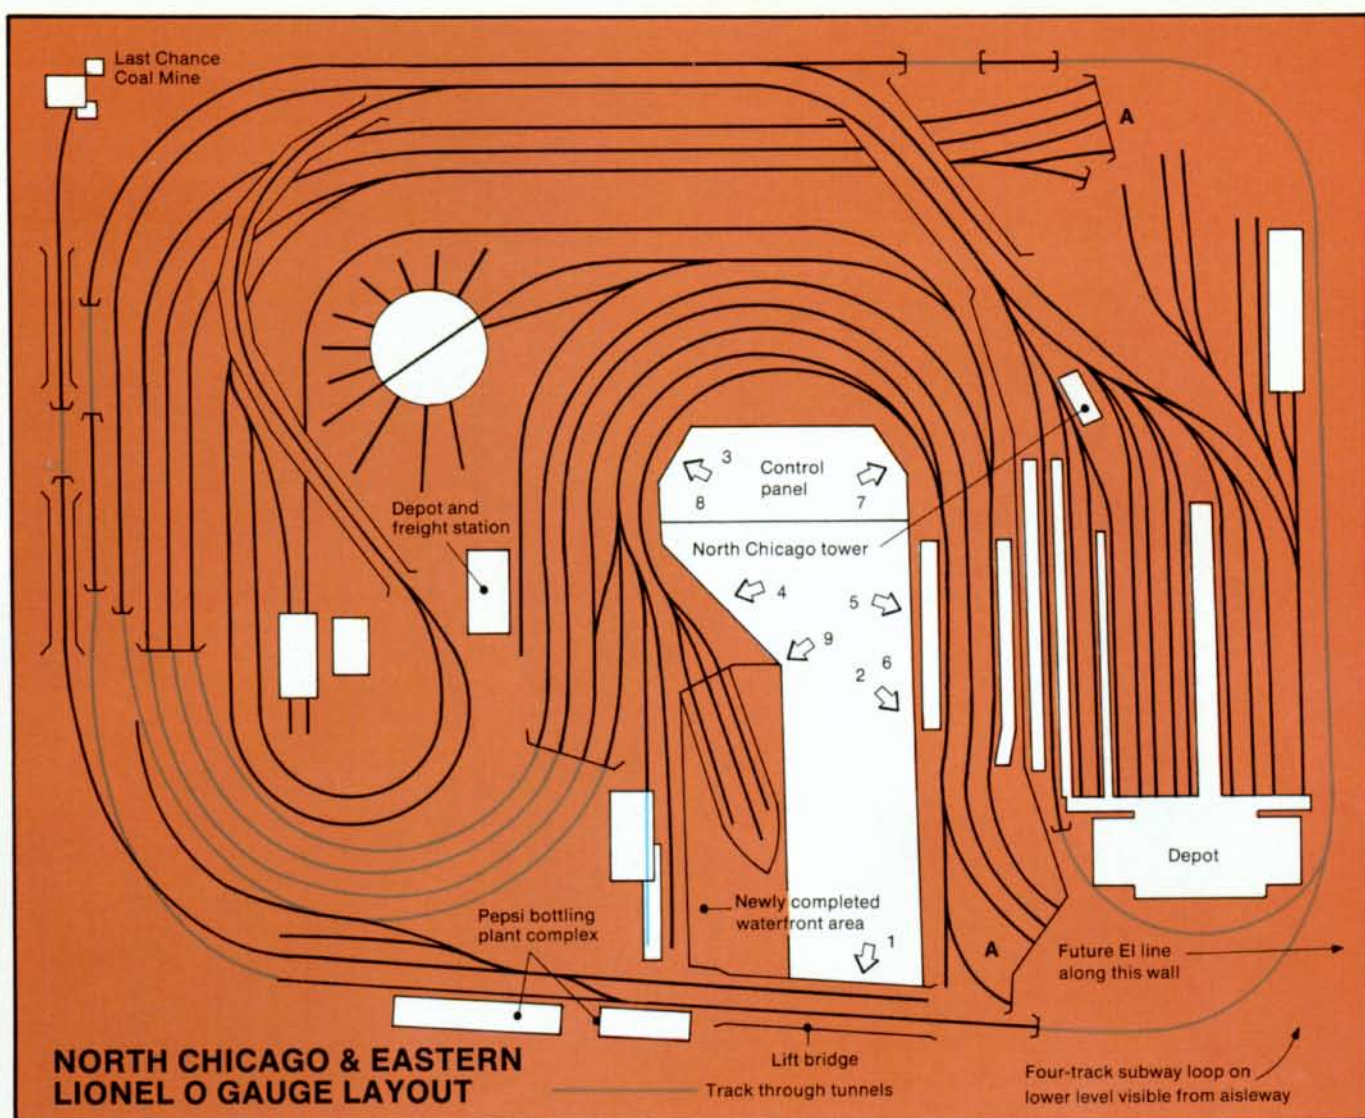 Last Chance
Coal Mine
A
3
Control
panel
8
7
Depot and
freight station
North Chicago tower
4
5
9
6
2
Depot
Newly completed
waterfront area
Pepsi bottling
plant complex
1
A
Future El line
along this wall
Lift bridge
NORTH CHICAGO & EASTERN
LIONEL O GAUGE LAYOUT
Track through tunnels
Four-track subway loop on
lower level visible from aisleway